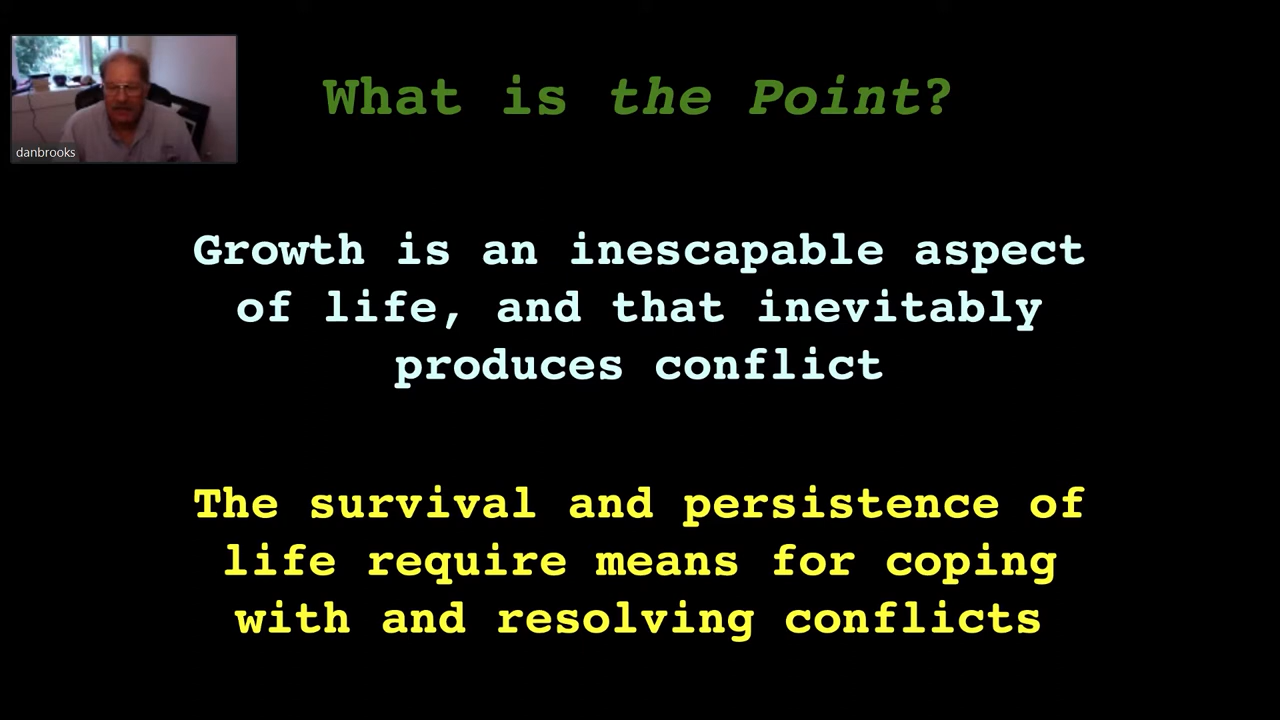 danbrooks
What is the Point?
Growth is an inescapable aspect
of life, and that inevitably
produces conflict
The survival and persistence of
life require means for coping
with and resolving conflicts